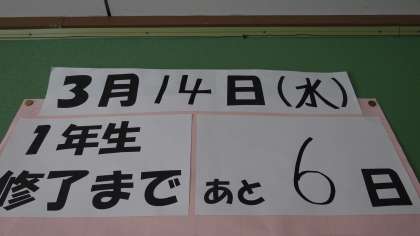 3月14日(水)
1年生
修了まで
あと 6 日